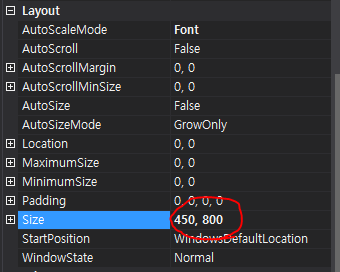 Layout
AutoScaleMode Font
AutoScroll False
AutoScrollMargin 0, 0
AutoScrollMinSize 0, 0
AutoSize False
AutoSizeMode GrowOnly
Location 0, 0
MaximumSize 0, 0
MinimumSize 0, 0
Padding 0, 0, 0, 0
Size 450, 800
StartPosition WindowsDefaultLocation
WindowState Normal